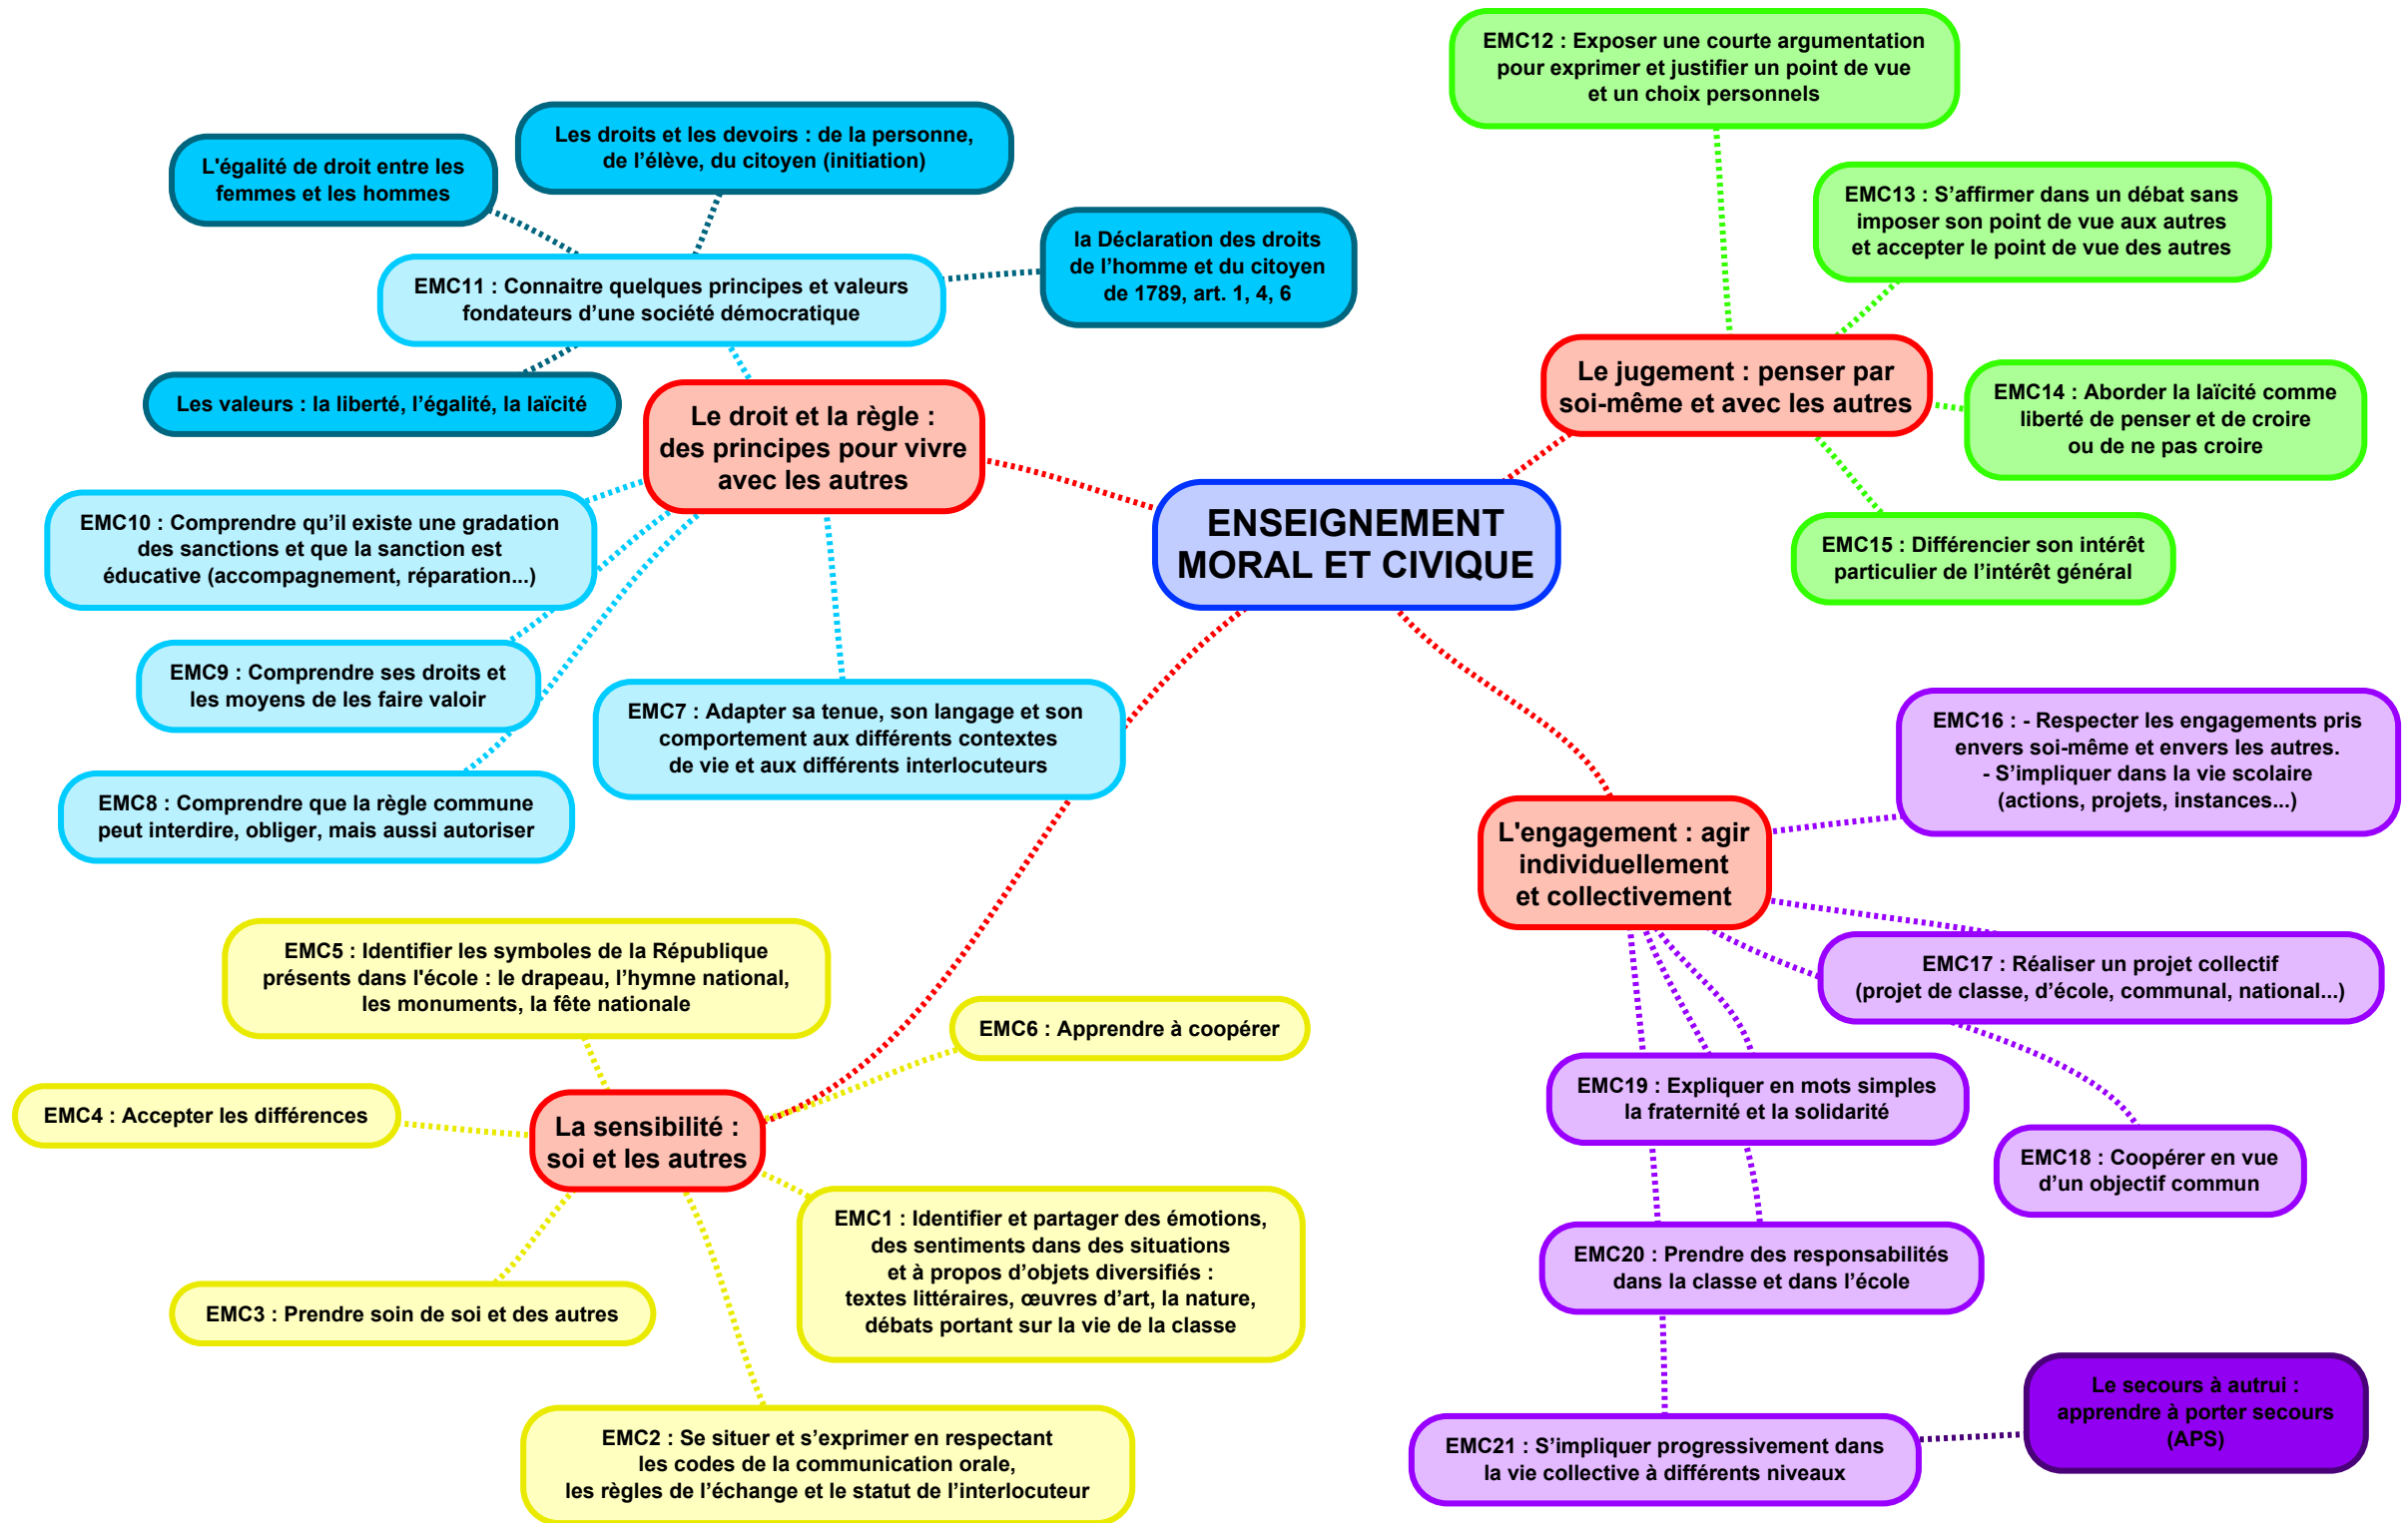 ENSEIGNEMENT
MORAL ET CIVIQUE
Le droit et la règle :
des principes pour vivre
avec les autres
EMC11 : Connaitre quelques principes et valeurs
fondateurs d’une société démocratique
L'égalité de droit entre les
femmes et les hommes
Les droits et les devoirs : de la personne,
de l’élève, du citoyen (initiation)
la Déclaration des droits
de l’homme et du citoyen
de 1789, art. 1, 4, 6
Les valeurs : la liberté, l’égalité, la laïcité
EMC10 : Comprendre qu’il existe une gradation
des sanctions et que la sanction est
éducative (accompagnement, réparation...)
EMC9 : Comprendre ses droits et
les moyens de les faire valoir
EMC8 : Comprendre que la règle commune
peut interdire, obliger, mais aussi autoriser
EMC7 : Adapter sa tenue, son langage et son
comportement aux différents contextes
de vie et aux différents interlocuteurs
Le jugement : penser par
soi-même et avec les autres
EMC12 : Exposer une courte argumentation
pour exprimer et justifier un point de vue
et un choix personnels
EMC13 : S’affirmer dans un débat sans
imposer son point de vue aux autres
et accepter le point de vue des autres
EMC14 : Aborder la laïcité comme
liberté de penser et de croire
ou de ne pas croire
EMC15 : Différencier son intérêt
particulier de l’intérêt général
L'engagement : agir
individuellement
et collectivement
EMC16 : - Respecter les engagements pris
envers soi-même et envers les autres.
- S’impliquer dans la vie scolaire
(actions, projets, instances...)
EMC17 : Réaliser un projet collectif
(projet de classe, d’école, communal, national...)
EMC18 : Coopérer en vue
d’un objectif commun
EMC19 : Expliquer en mots simples
la fraternité et la solidarité
EMC20 : Prendre des responsabilités
dans la classe et dans l’école
EMC21 : S’impliquer progressivement dans
la vie collective à différents niveaux
Le secours à autrui :
apprendre à porter secours
(APS)
La sensibilité :
soi et les autres
EMC5 : Identifier les symboles de la République
présents dans l'école : le drapeau, l’hymne national,
les monuments, la fête nationale
EMC6 : Apprendre à coopérer
EMC4 : Accepter les différences
EMC3 : Prendre soin de soi et des autres
EMC1 : Identifier et partager des émotions,
des sentiments dans des situations
et à propos d’objets diversifiés :
textes littéraires, œuvres d’art, la nature,
débats portant sur la vie de la classe
EMC2 : Se situer et s’exprimer en respectant
les codes de la communication orale,
les règles de l’échange et le statut de l’interlocuteur